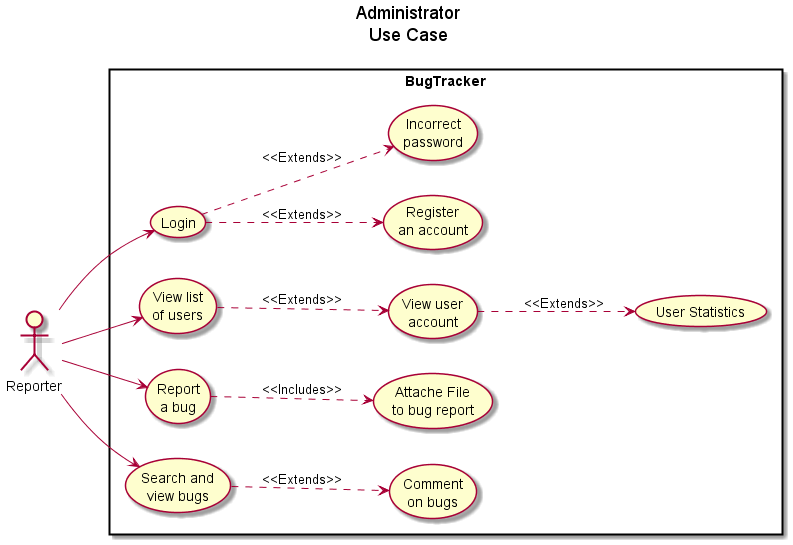 Administrator
Use Case
BugTracker
Incorrect
password
<<Extends>>
Login
<<Extends>>
Register
an account
View list
of users
<<Extends>>
View user
account
<<Extends>>
User Statistics
Reporter
Report
a bug
<<Includes>>
Attache File
to bug report
Search and
view bugs
<<Extends>>
Comment
on bugs